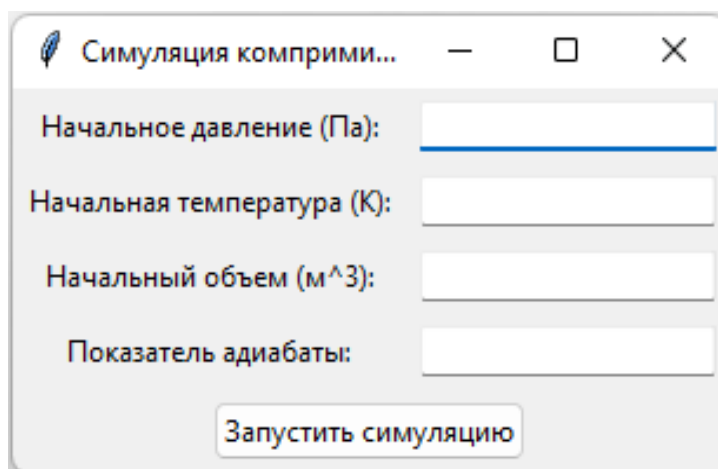 Симуляция комприми...
Начальное давление (Па):
Начальная температура (К):
Начальный объем (м^3):
Показатель адиабаты:
Запустить симуляцию